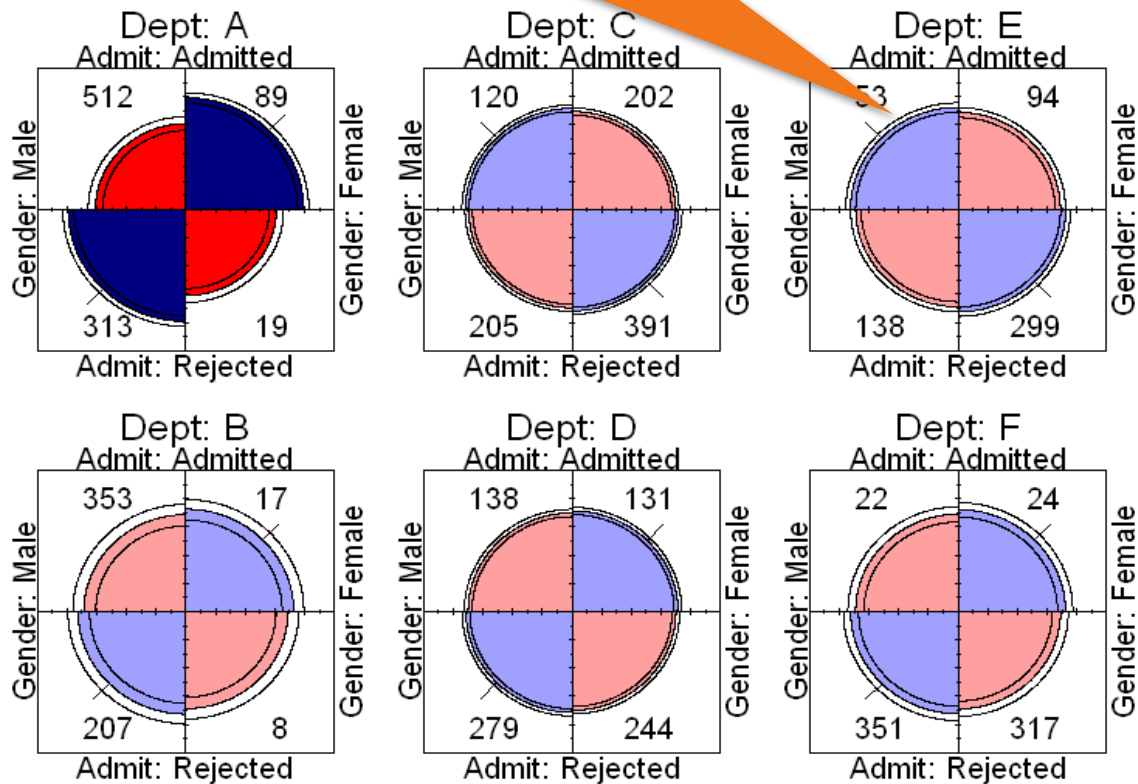 Dept: A
Admit: Admitted
512 89
Gender: Male
Gender: Female
313 19
Admit: Rejected
Dept: C
Admit: Admitted
120 202
Gender: Male
Gender: Female
205 391
Admit: Rejected
Dept: E
Admit: Admitted
53 94
Gender: Male
Gender: Female
138 299
Admit: Rejected
Dept: B
Admit: Admitted
353 17
Gender: Male
Gender: Female
207 8
Admit: Rejected
Dept: D
Admit: Admitted
138 131
Gender: Male
Gender: Female
279 244
Admit: Rejected
Dept: F
Admit: Admitted
22 24
Gender: Male
Gender: Female
351 317
Admit: Rejected